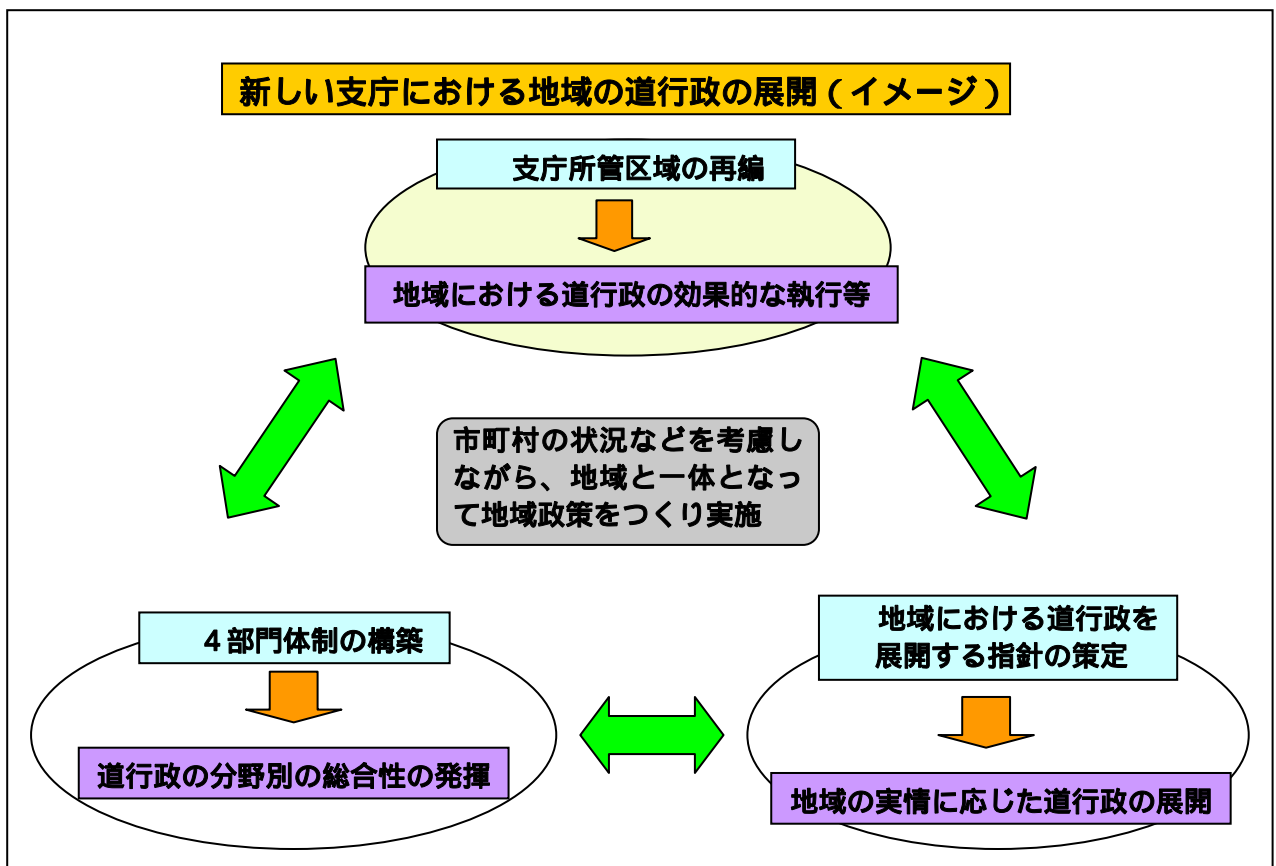 新しい支庁における地域の道行政の展開（イメージ）
支庁所管区域の再編
地域における道行政の効果的な執行等
市町村の状況などを考慮し
ながら、地域と一体となっ
て地域政策をつくり実施
４部門体制の構築
道行政の分野別の総合性の発揮
地域における道行政を
展開する指針の策定
地域の実情に応じた道行政の展開